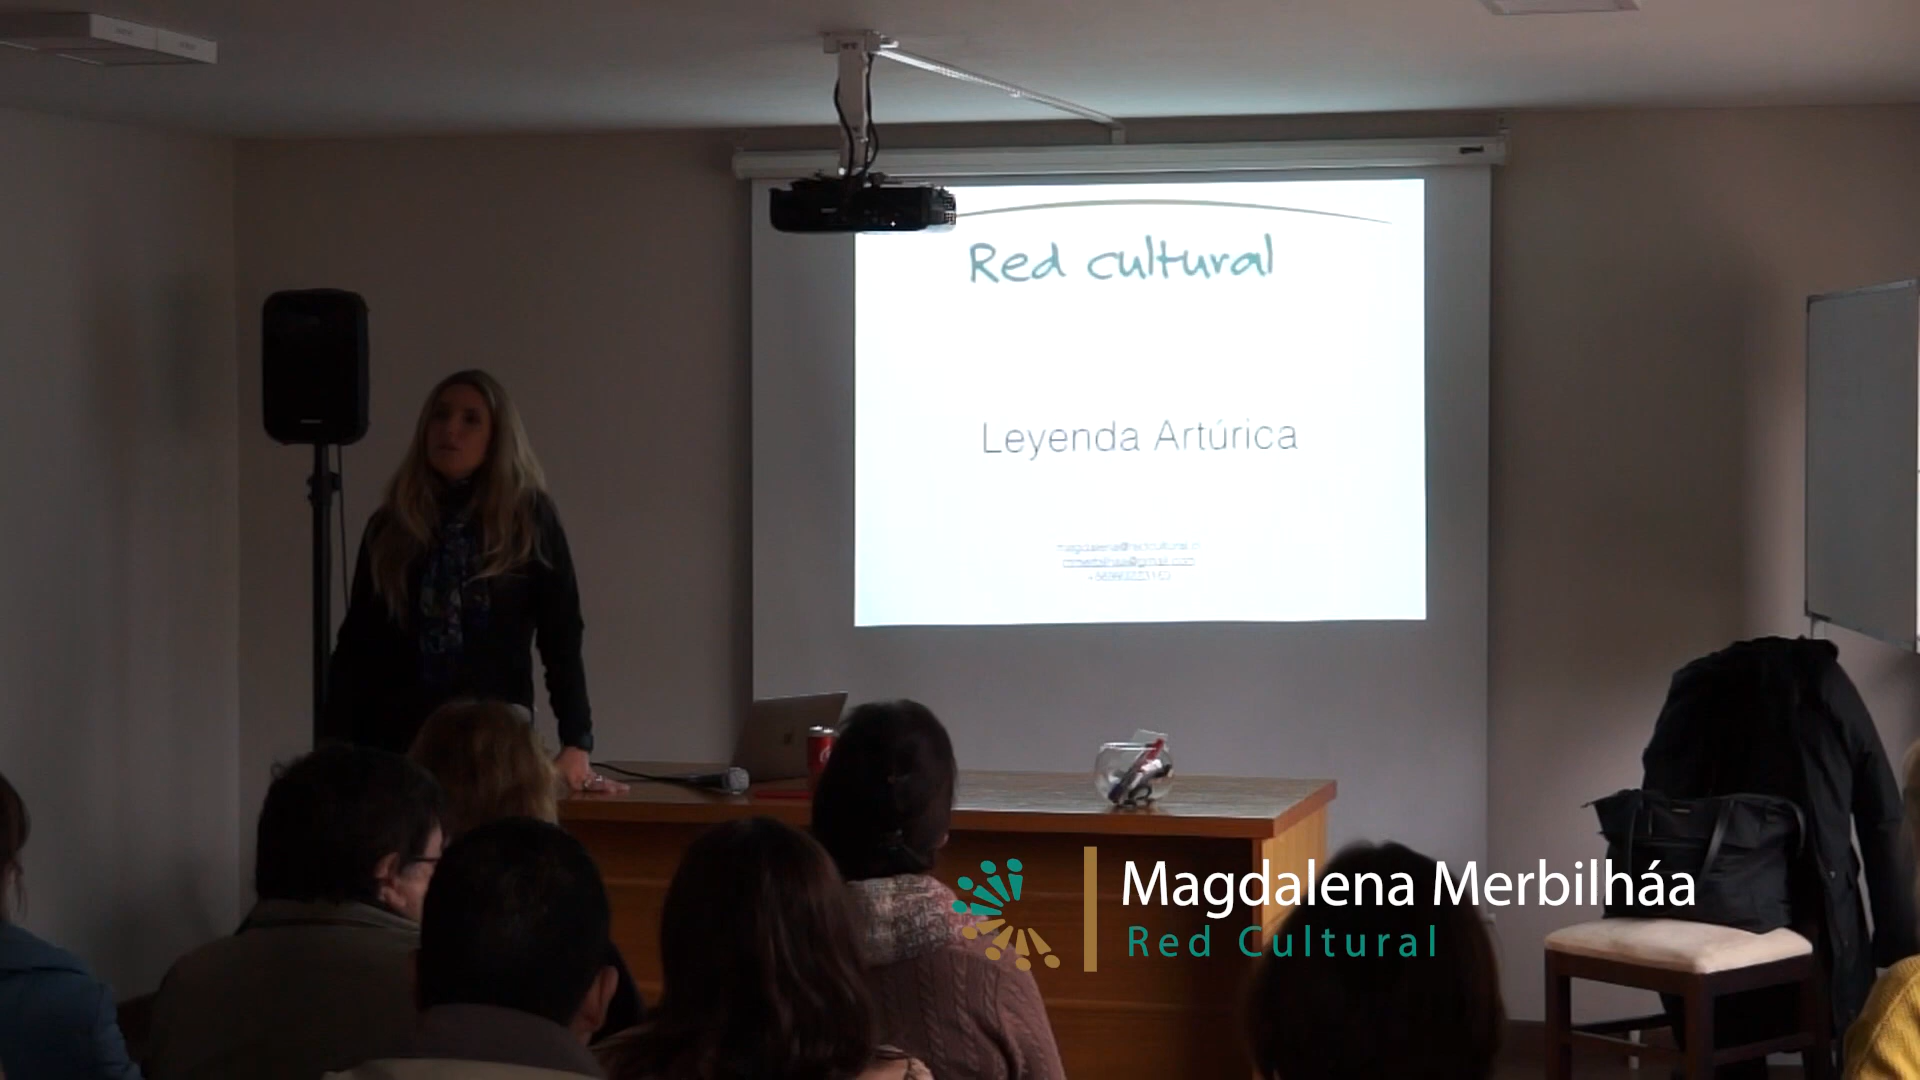 Red cultural
Leyenda Artúrica
Magdalena Merbilháa
Red Cultural